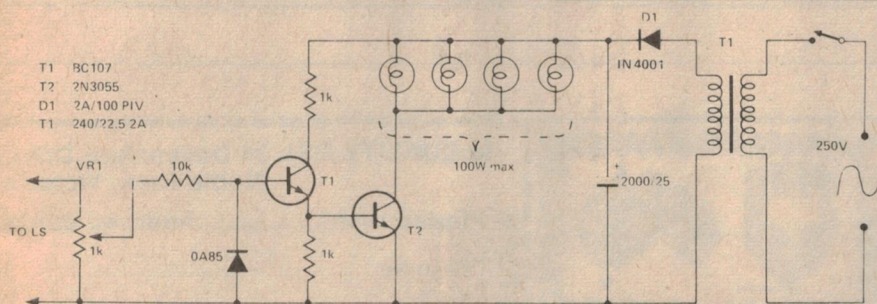 D1
T1
IN4001
T1 BC107
T2 2N3055
D1 2A/100 PIV
T1 240/22.5 2A
1k
100W max
250V
VR1
10k
T1
+
2000/25
TO LS
1k
0A85
1k
T2